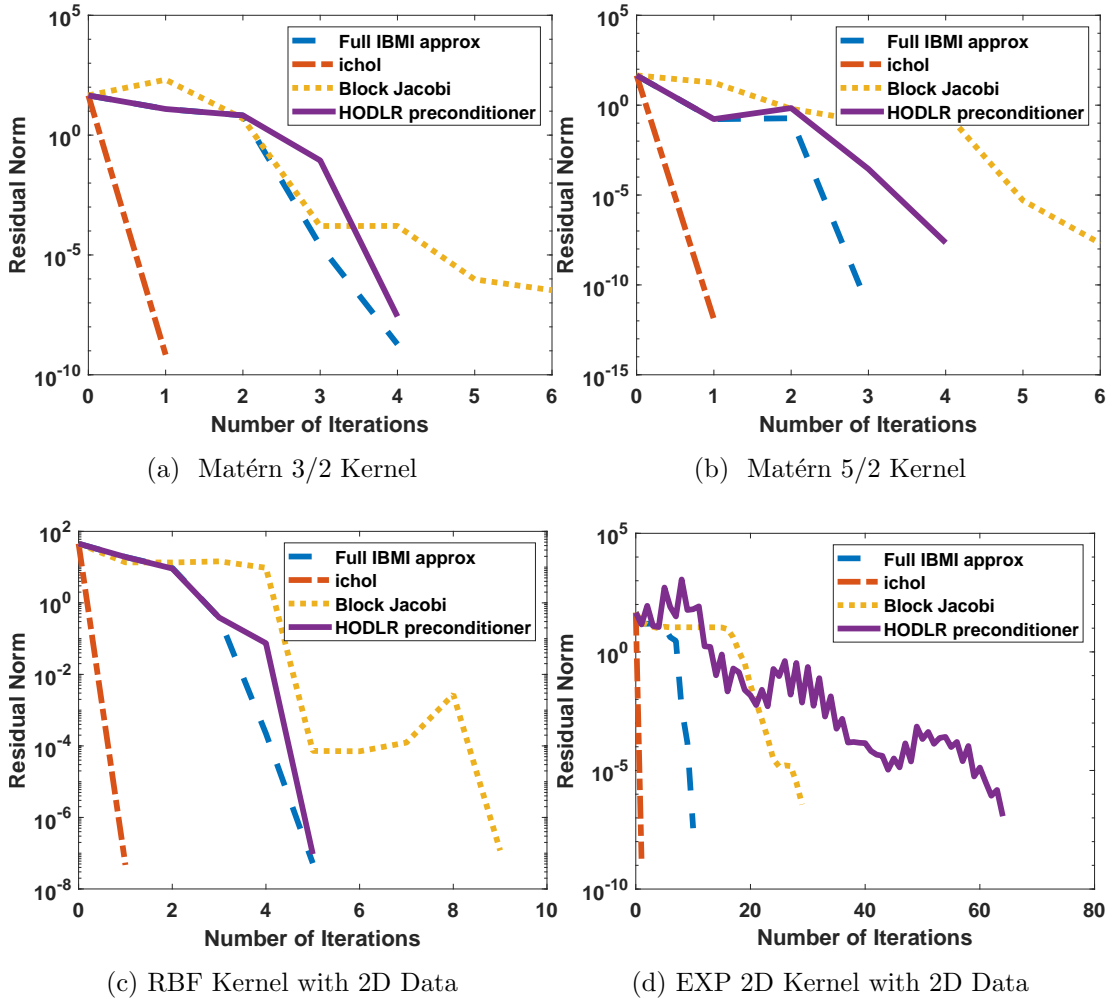 10^5
10^0
10^-5
10^-10
Residual Norm
0 1 2 3 4 5 6
Number of Iterations
Full IBMI approx
ichol
Block Jacobi
HODLR preconditioner
(a) Matérn 3/2 Kernel
10^5
10^0
10^-5
10^-10
10^-15
Residual Norm
0 1 2 3 4 5 6
Number of Iterations
Full IBMI approx
ichol
Block Jacobi
HODLR preconditioner
(b) Matérn 5/2 Kernel
10^2
10^0
10^-2
10^-4
10^-6
10^-8
Residual Norm
0 2 4 6 8 10
Number of Iterations
Full IBMI approx
ichol
Block Jacobi
HODLR preconditioner
(c) RBF Kernel with 2D Data
10^5
10^0
10^-5
10^-10
Residual Norm
0 20 40 60 80
Number of Iterations
Full IBMI approx
ichol
Block Jacobi
HODLR preconditioner
(d) EXP 2D Kernel with 2D Data